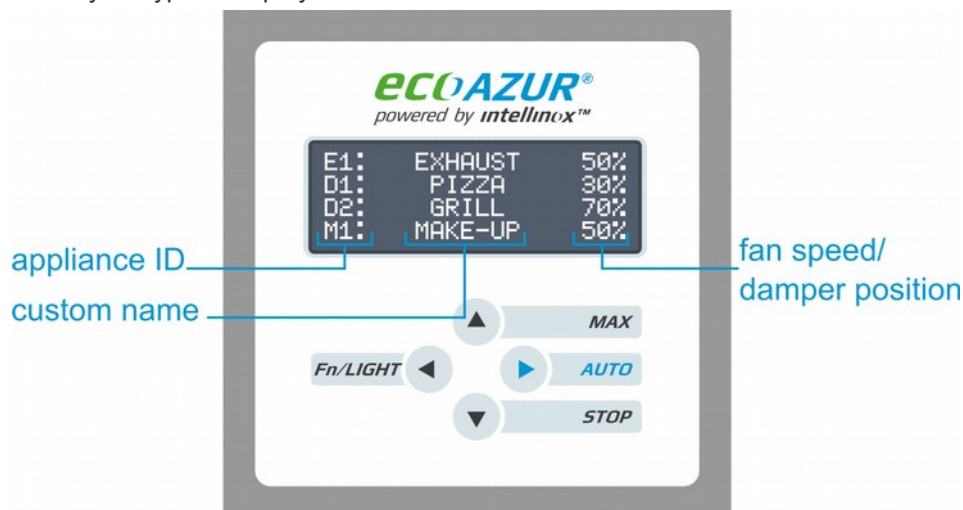 ecoAZUR®
powered by intellinox™
E1: EXHAUST 50%
D1: PIZZA 30%
D2: GRILL 70%
M1: MAKE-UP 50%
appliance ID
custom name
fan speed/
damper position
MAX
Fn/LIGHT AUTO
STOP